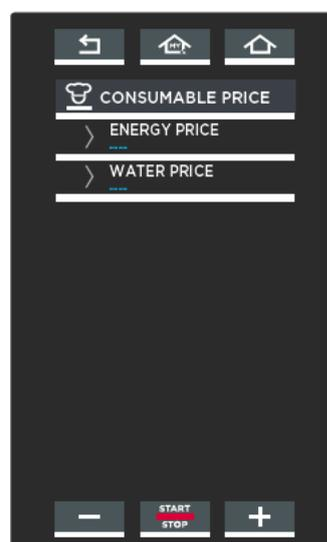 MY
CONSUMABLE PRICE
ENERGY PRICE
--
WATER PRICE
--
START
STOP